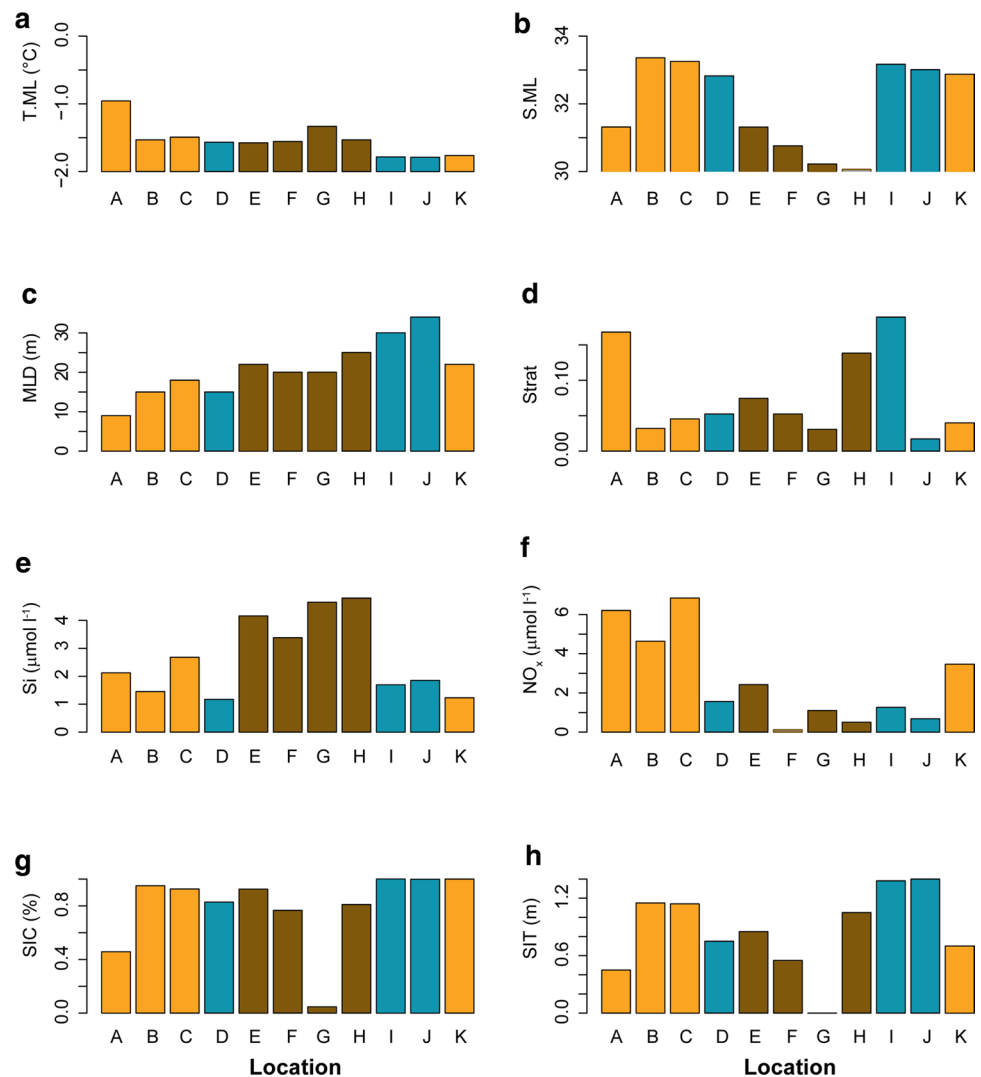 a
T.ML (°C)
0.0
−1.0
−2.0
A B C D E F G H I J K
b
S.ML
34
32
30
A B C D E F G H I J K
c
MLD (m)
30
20
10
0
A B C D E F G H I J K
d
Strat
0.10
0.00
A B C D E F G H I J K
e
Si (μmol l⁻¹)
4
3
2
1
0
A B C D E F G H I J K
f
NOₓ (μmol l⁻¹)
6
4
2
0
A B C D E F G H I J K
g
SIC (%)
0.8
0.4
0.0
A B C D E F G H I J K
Location
h
SIT (m)
1.2
0.6
0.0
A B C D E F G H I J K
Location